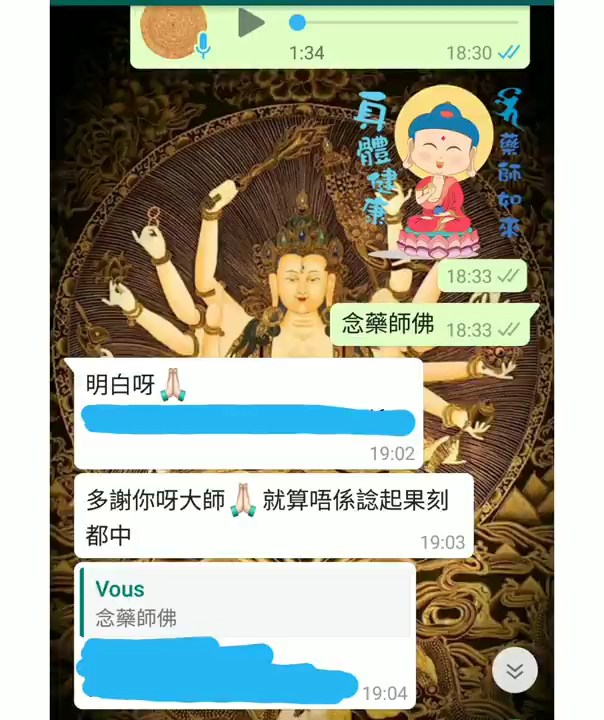 1:34
18:30
身體健康
藥師如來
18:33
念藥師佛
18:33
明白呀🙏🏻
19:02
多謝你呀大師🙏🏻 就算唔係諗起果刻
都中
19:03
Vous
念藥師佛
19:04